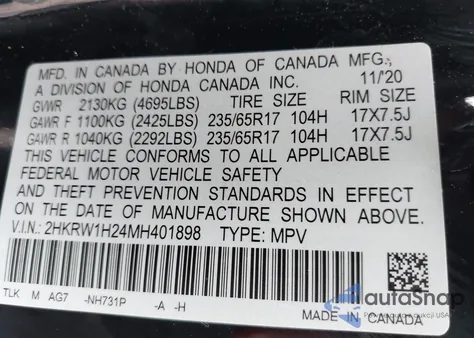 MFD. IN CANADA BY HONDA OF CANADA MFG.,
A DIVISION OF HONDA CANADA INC. 11/20
GVWR 2130KG (4695LBS) TIRE SIZE RIM SIZE
GAWR F 1100KG (2425LBS) 235/65R17 104H 17X7.5J
GAWR R 1040KG (2292LBS) 235/65R17 104H 17X7.5J
THIS VEHICLE CONFORMS TO ALL APPLICABLE
FEDERAL MOTOR VEHICLE SAFETY
AND THEFT PREVENTION STANDARDS IN EFFECT
ON THE DATE OF MANUFACTURE SHOWN ABOVE.
V.I.N.: 2HKRW1H24MH401898 TYPE: MPV
TLK M AG7 -NH731P -A -H
MADE IN CANADA
autoSnap